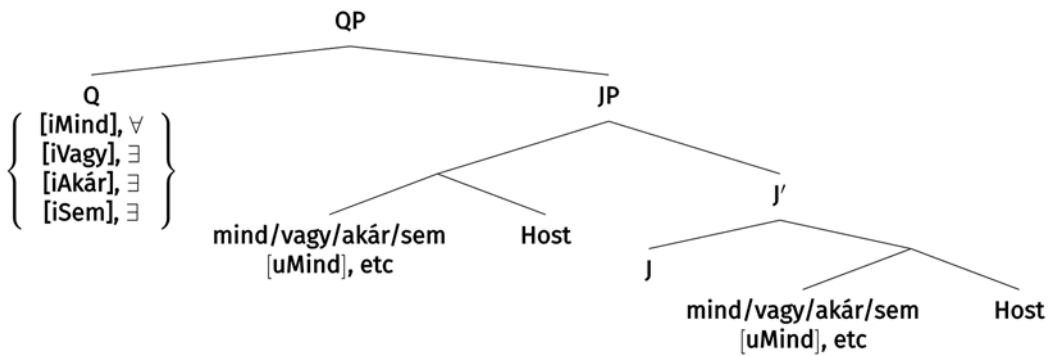 QP
Q JP
[iMind], ∀
[iVagy], ∃
[iAkár], ∃
[iSem], ∃
J′
mind/vagy/akár/sem Host
[uMind], etc
J
mind/vagy/akár/sem Host
[uMind], etc